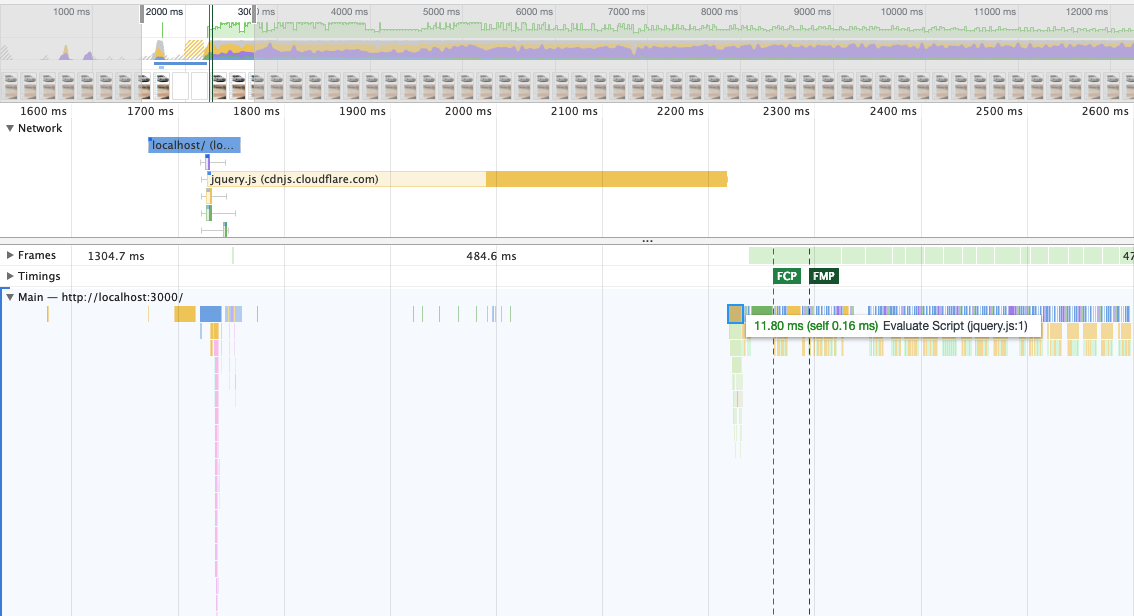 1000 ms 2000 ms 3000 ms 4000 ms 5000 ms 6000 ms 7000 ms 8000 ms 9000 ms 10000 ms 11000 ms 12000 ms
1600 ms 1700 ms 1800 ms 1900 ms 2000 ms 2100 ms 2200 ms 2300 ms 2400 ms 2500 ms 2600 ms
Network
localhost/ (lo...
jquery.js (cdnjs.cloudflare.com)
...
Frames 1304.7 ms 484.6 ms 47
Timings FCP FMP
Main — http://localhost:3000/
11.80 ms (self 0.16 ms) Evaluate Script (jquery.js:1)